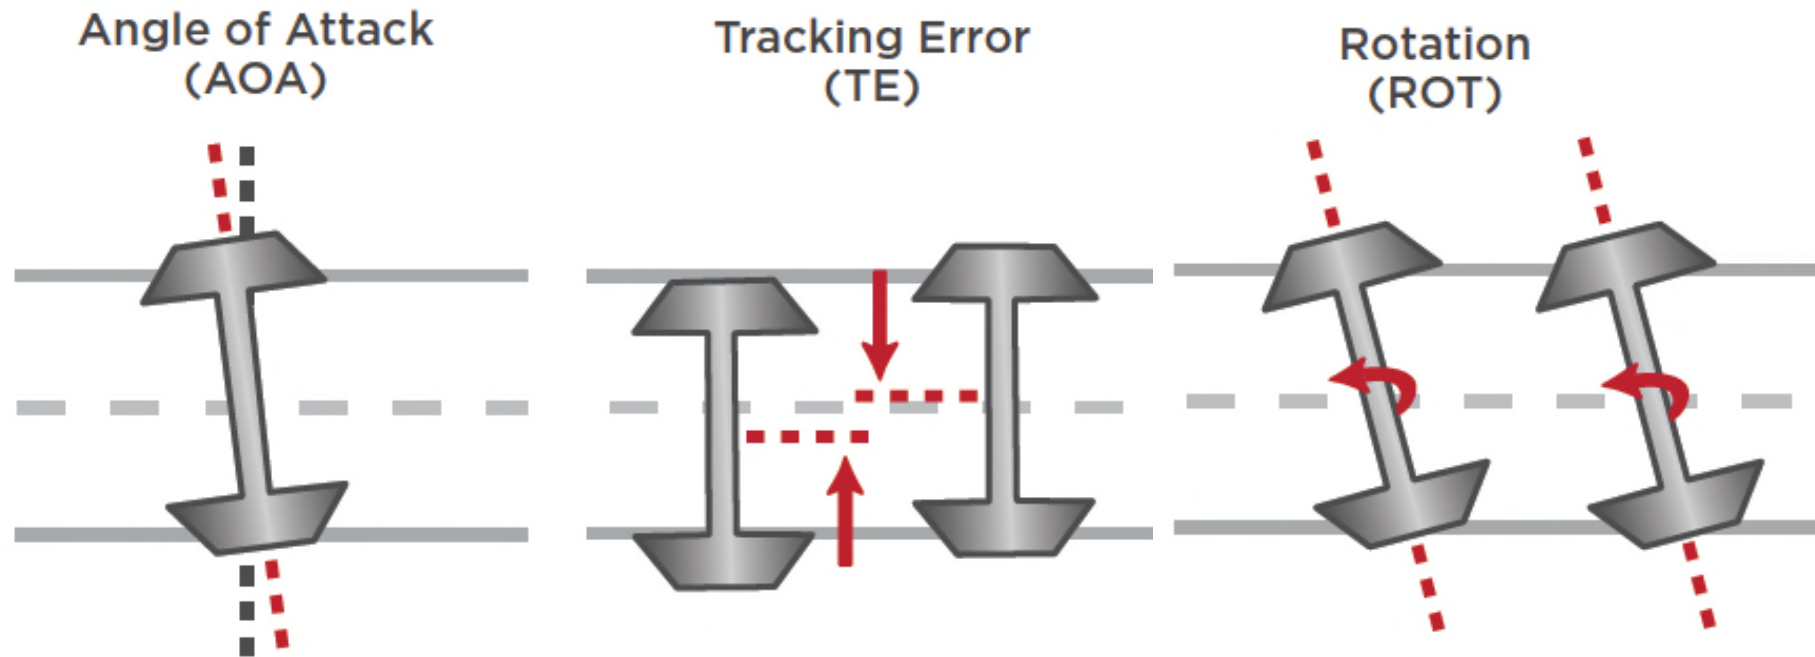 Angle of Attack
(AOA)
Tracking Error
(TE)
Rotation
(ROT)